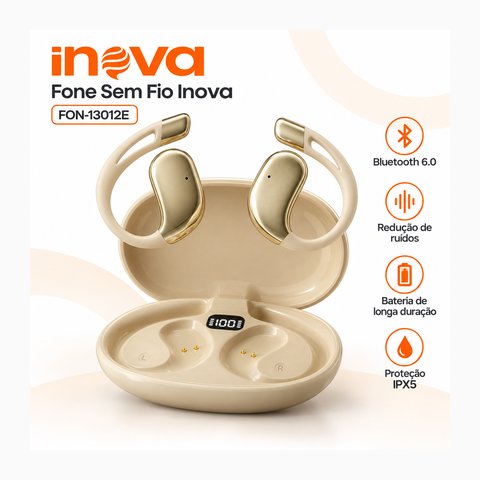 inova
Fone Sem Fio Inova
FON-13012E
Bluetooth 6.0
Redução de
ruídos
Bateria de
longa duração
Proteção
IPX5
100
L
R